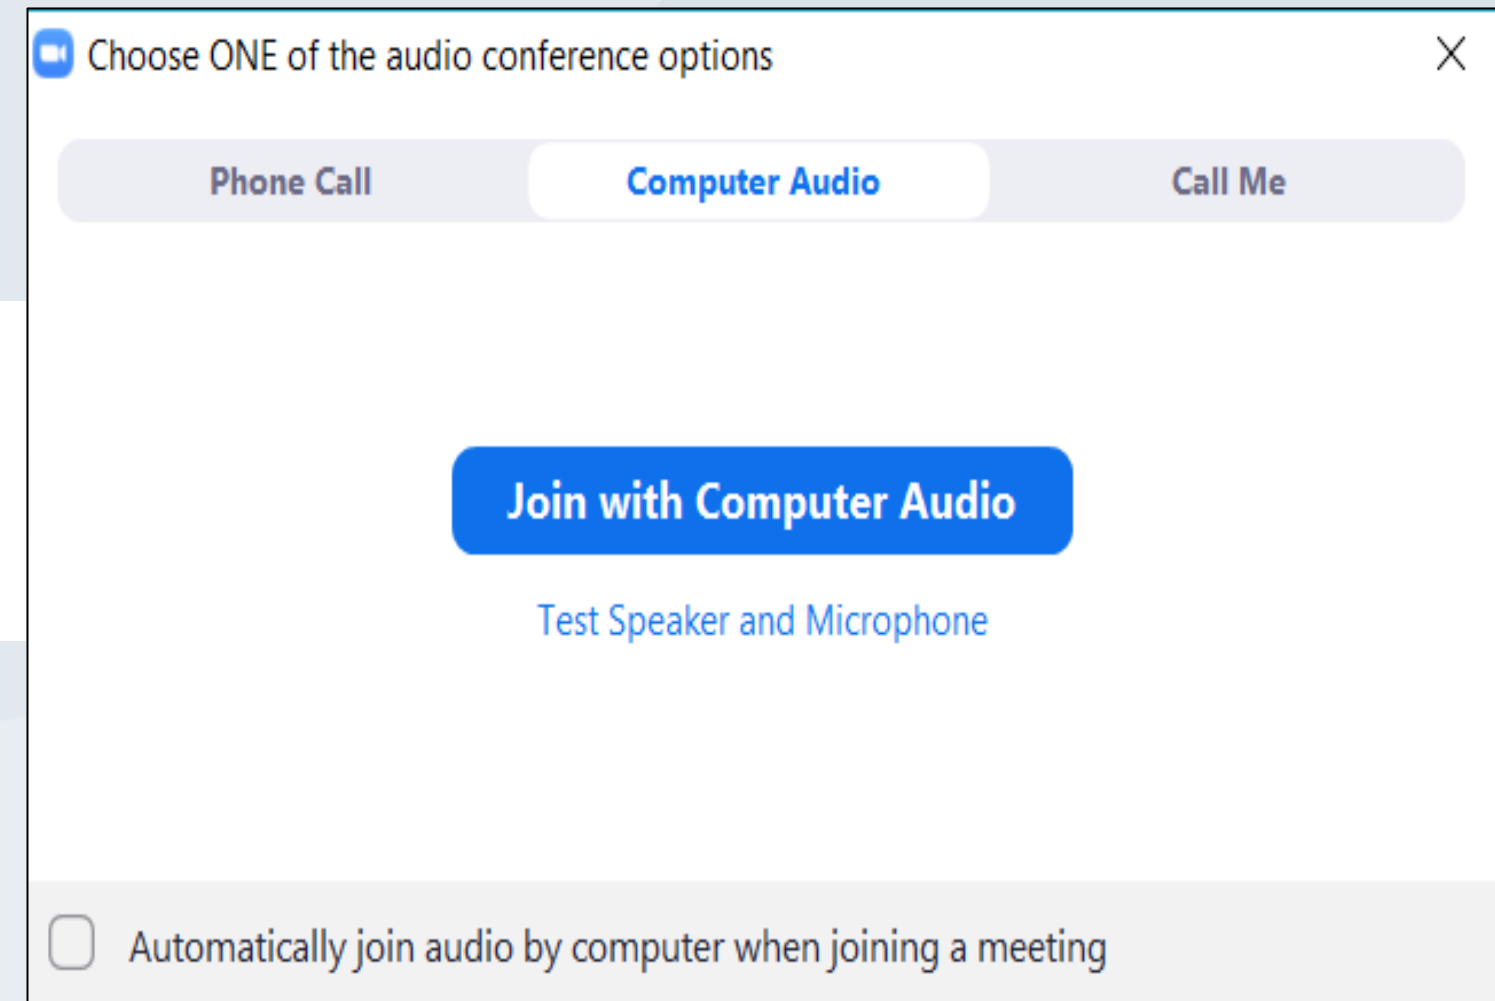 Choose ONE of the audio conference options
Phone Call Computer Audio Call Me
Join with Computer Audio
Test Speaker and Microphone
Automatically join audio by computer when joining a meeting